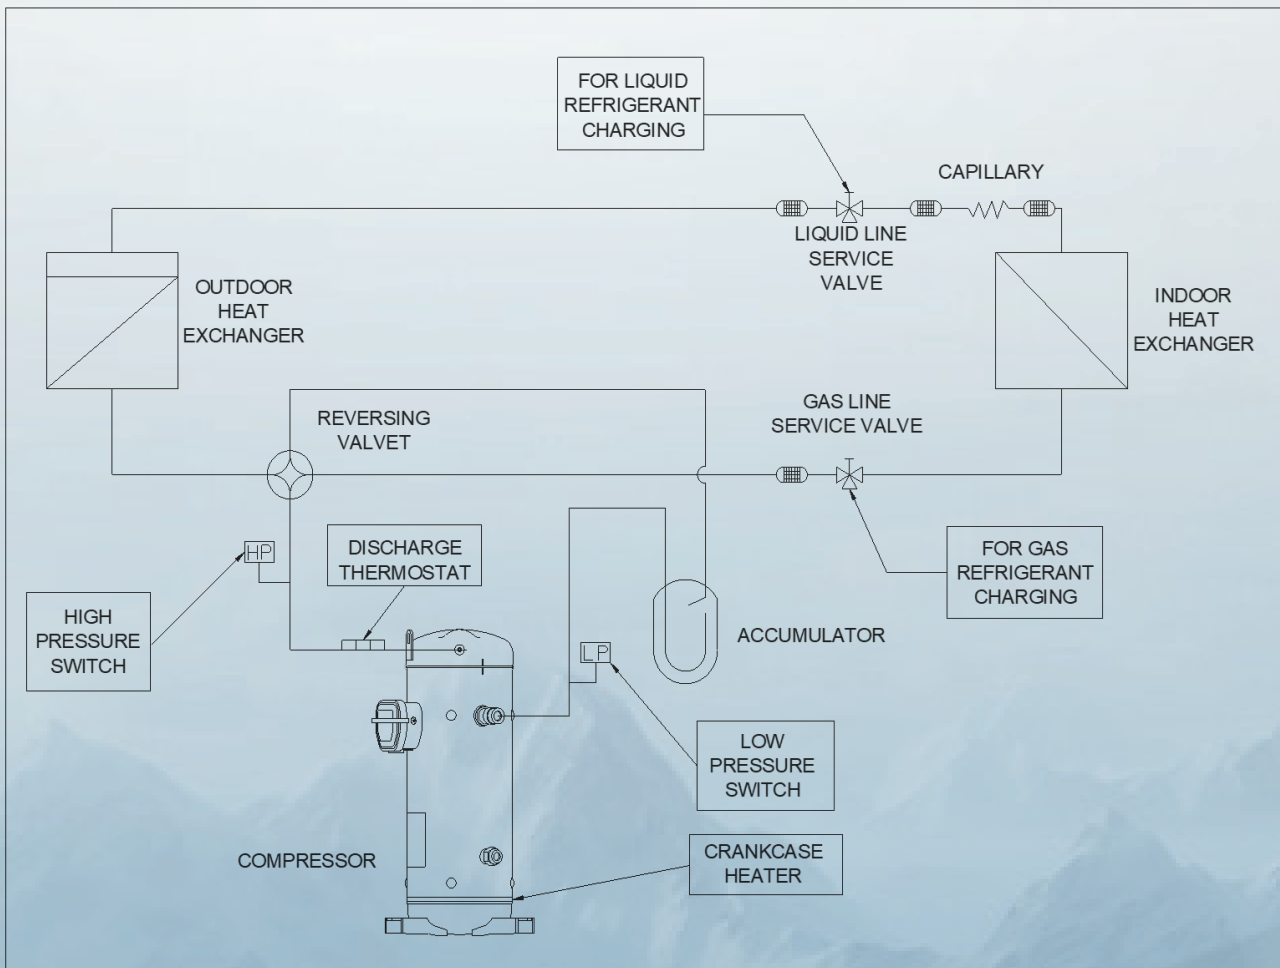 FOR LIQUID
REFRIGERANT
CHARGING
CAPILLARY
LIQUID LINE
SERVICE
VALVE
OUTDOOR
HEAT
EXCHANGER
INDOOR
HEAT
EXCHANGER
REVERSING
VALVET
GAS LINE
SERVICE VALVE
HP
DISCHARGE
THERMOSTAT
FOR GAS
REFRIGERANT
CHARGING
HIGH
PRESSURE
SWITCH
ACCUMULATOR
LP
LOW
PRESSURE
SWITCH
COMPRESSOR
CRANKCASE
HEATER